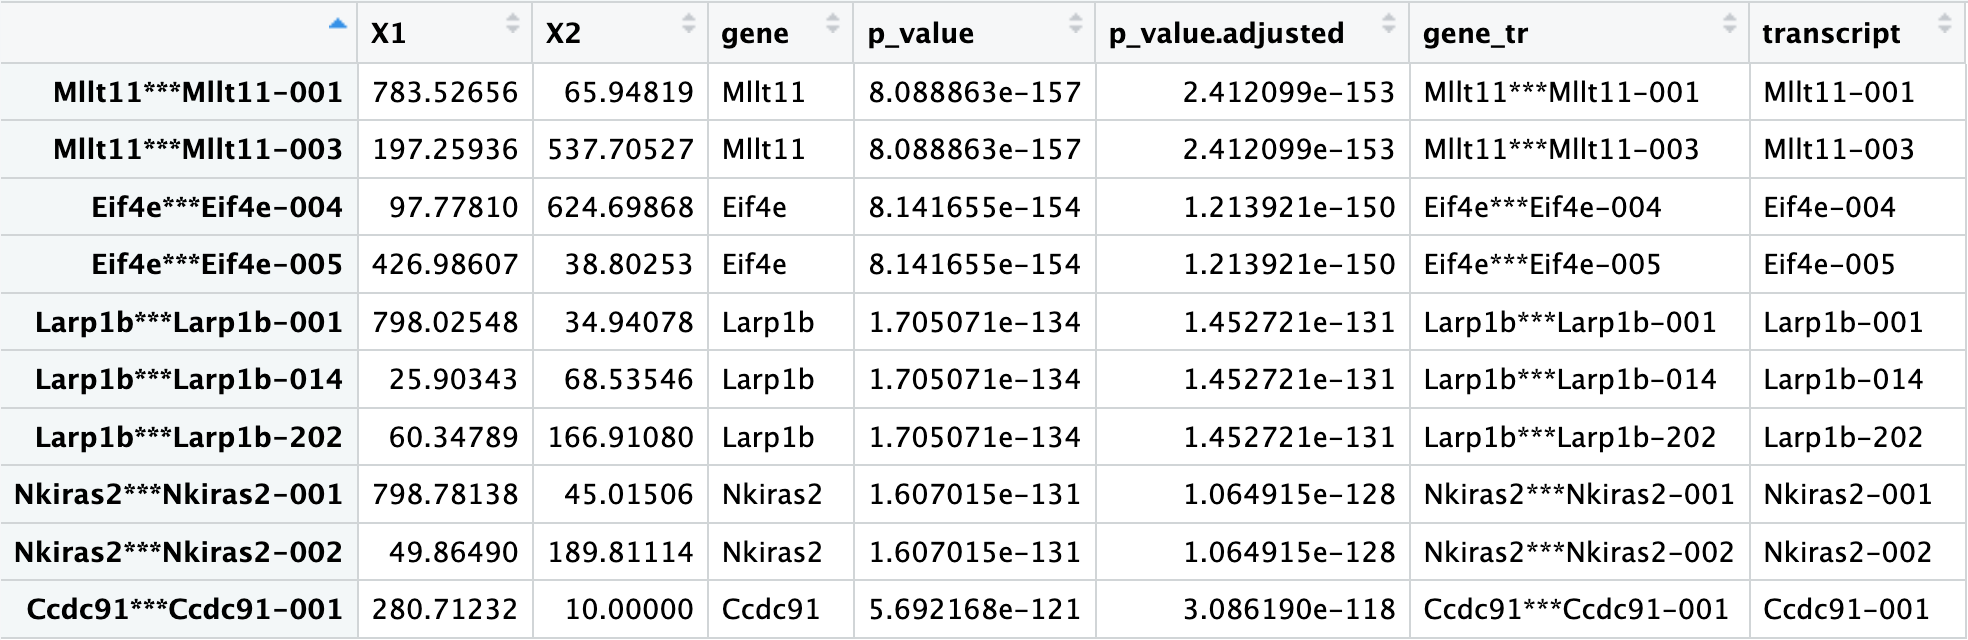 X1 X2 gene p_value p_value.adjusted gene_tr transcript
Mllt11***Mllt11-001 783.52656 65.94819 Mllt11 8.088863e-157 2.412099e-153 Mllt11***Mllt11-001 Mllt11-001
Mllt11***Mllt11-003 197.25936 537.70527 Mllt11 8.088863e-157 2.412099e-153 Mllt11***Mllt11-003 Mllt11-003
Eif4e***Eif4e-004 97.77810 624.69868 Eif4e 8.141655e-154 1.213921e-150 Eif4e***Eif4e-004 Eif4e-004
Eif4e***Eif4e-005 426.98607 38.80253 Eif4e 8.141655e-154 1.213921e-150 Eif4e***Eif4e-005 Eif4e-005
Larp1b***Larp1b-001 798.02548 34.94078 Larp1b 1.705071e-134 1.452721e-131 Larp1b***Larp1b-001 Larp1b-001
Larp1b***Larp1b-014 25.90343 68.53546 Larp1b 1.705071e-134 1.452721e-131 Larp1b***Larp1b-014 Larp1b-014
Larp1b***Larp1b-202 60.34789 166.91080 Larp1b 1.705071e-134 1.452721e-131 Larp1b***Larp1b-202 Larp1b-202
Nkiras2***Nkiras2-001 798.78138 45.01506 Nkiras2 1.607015e-131 1.064915e-128 Nkiras2***Nkiras2-001 Nkiras2-001
Nkiras2***Nkiras2-002 49.86490 189.81114 Nkiras2 1.607015e-131 1.064915e-128 Nkiras2***Nkiras2-002 Nkiras2-002
Ccdc91***Ccdc91-001 280.71232 10.00000 Ccdc91 5.692168e-121 3.086190e-118 Ccdc91***Ccdc91-001 Ccdc91-001